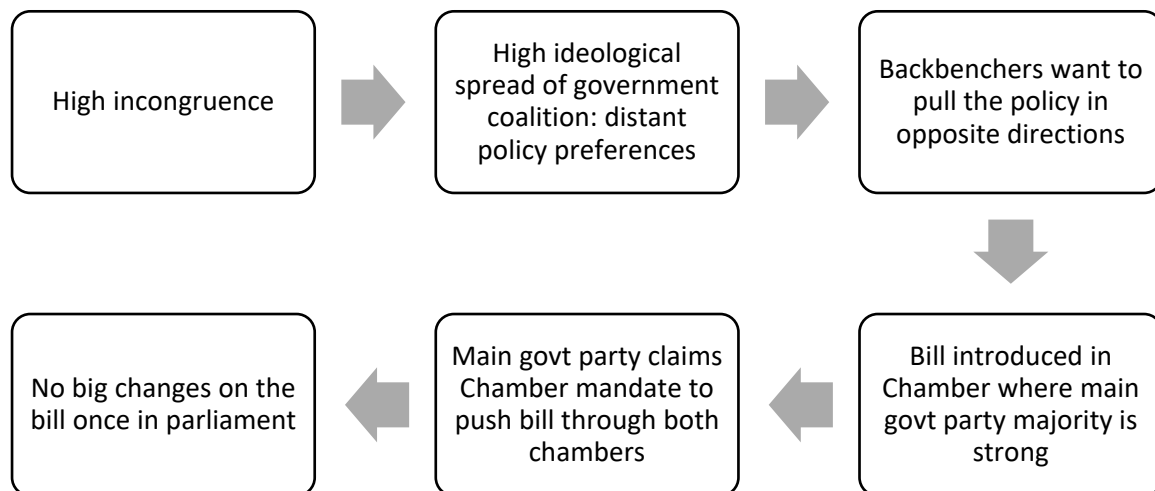 High incongruence
High ideological
spread of government
coalition: distant
policy preferences
Backbenchers want to
pull the policy in
opposite directions
Bill introduced in
Chamber where main
govt party majority is
strong
Main govt party claims
Chamber mandate to
push bill through both
chambers
No big changes on the
bill once in parliament